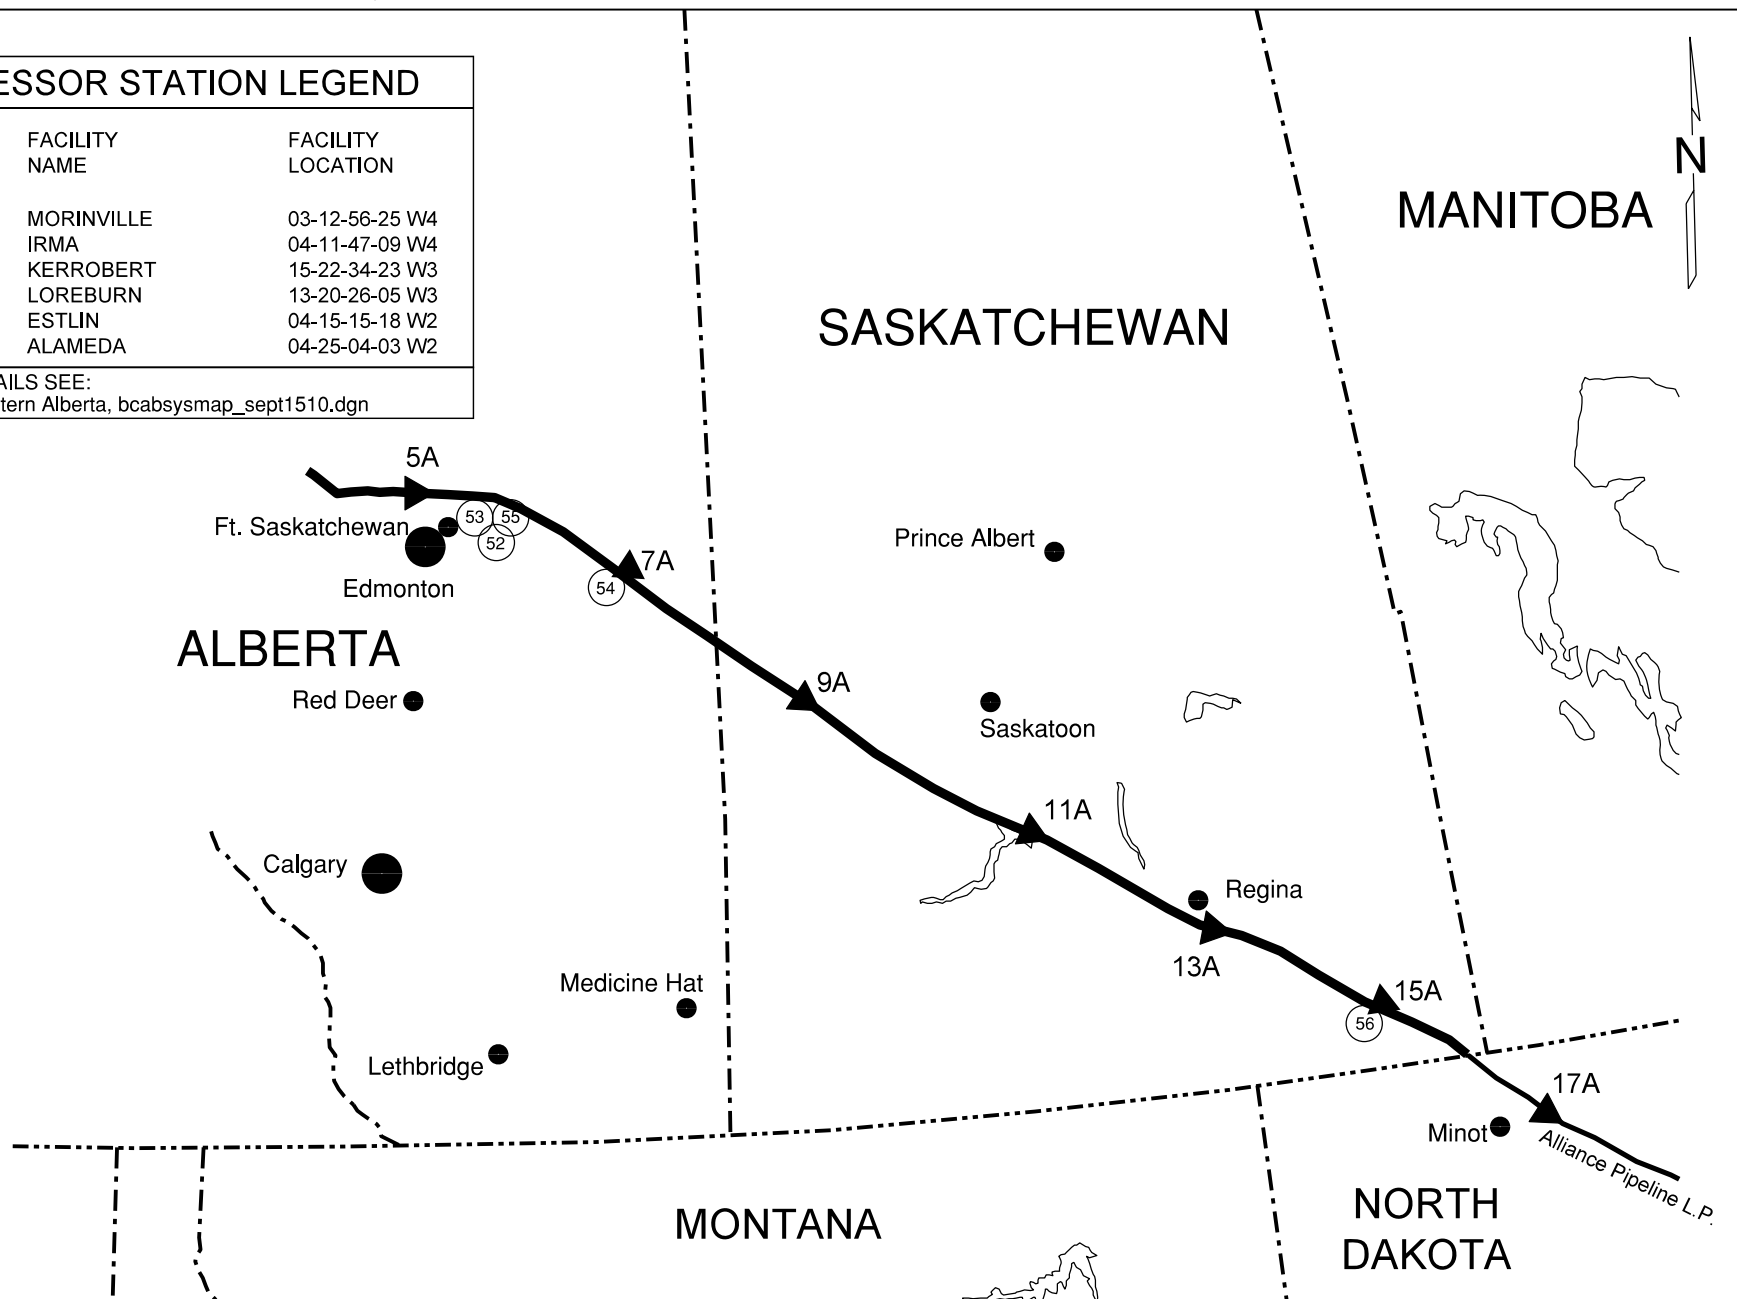 ESSOR STATION LEGEND
FACILITY FACILITY
NAME LOCATION
MORINVILLE 03-12-56-25 W4
IRMA 04-11-47-09 W4
KERROBERT 15-22-34-23 W3
LOREBURN 13-20-26-05 W3
ESTLIN 04-15-15-18 W2
ALAMEDA 04-25-04-03 W2
AILS SEE:
tern Alberta, bcabsysmap_sept1510.dgn
N
MANITOBA
SASKATCHEWAN
5A
53 55
Ft. Saskatchewan
52
Prince Albert
7A
54
Edmonton
ALBERTA
9A
Red Deer
Saskatoon
11A
Calgary
Regina
13A
Medicine Hat
15A
56
Lethbridge
17A
Minot
Alliance Pipeline L.P.
MONTANA
NORTH
DAKOTA